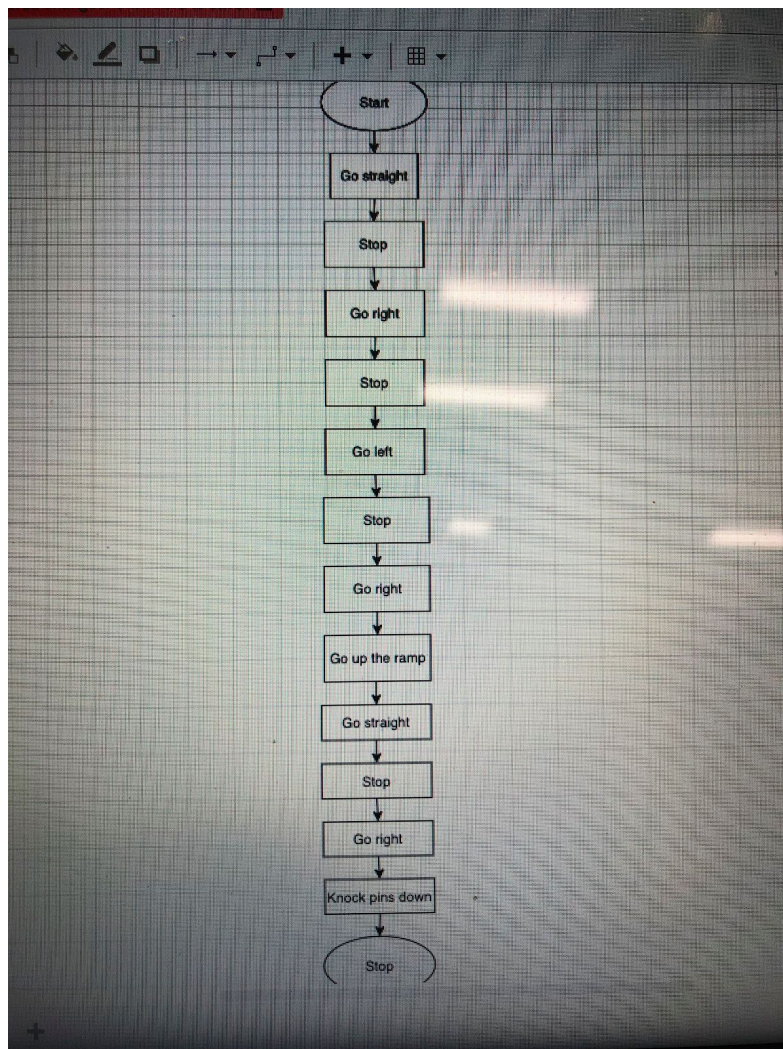 Start
Go straight
Stop
Go right
Stop
Go left
Stop
Go right
Go up the ramp
Go straight
Stop
Go right
Knock pins down
Stop